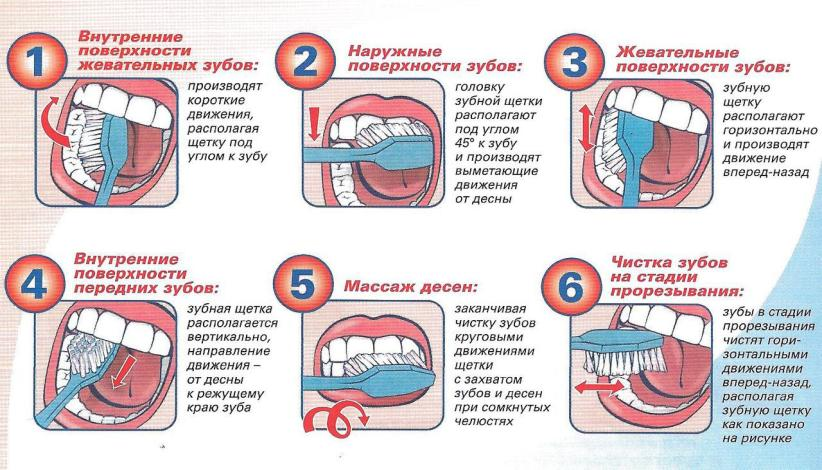 1
Внутренние
поверхности
жевательных зубов:
производят
короткие
движения,
располагая
щетку под
углом к зубу
2
Наружные
поверхности зубов:
головку
зубной щетки
располагают
под углом
45° к зубу
и производят
выметающие
движения
от десны
3
Жевательные
поверхности зубов:
зубную
щетку
располагают
горизонтально
и производят
движение
вперед-назад
4
Внутренние
поверхности
передних зубов:
зубная щетка
располагается
вертикально,
направление
движения –
от десны
к режущему
краю зуба
5
Массаж десен:
заканчивая
чистку зубов
круговыми
движениями
щетки
с захватом
зубов и десен
при сомкнутых
челюстях
6
Чистка зубов
на стадии
прорезывания:
зубы в стадии
прорезывания
чистят гори-
зонтальными
движениями
вперед-назад,
располагая
зубную щетку
как показано
на рисунке